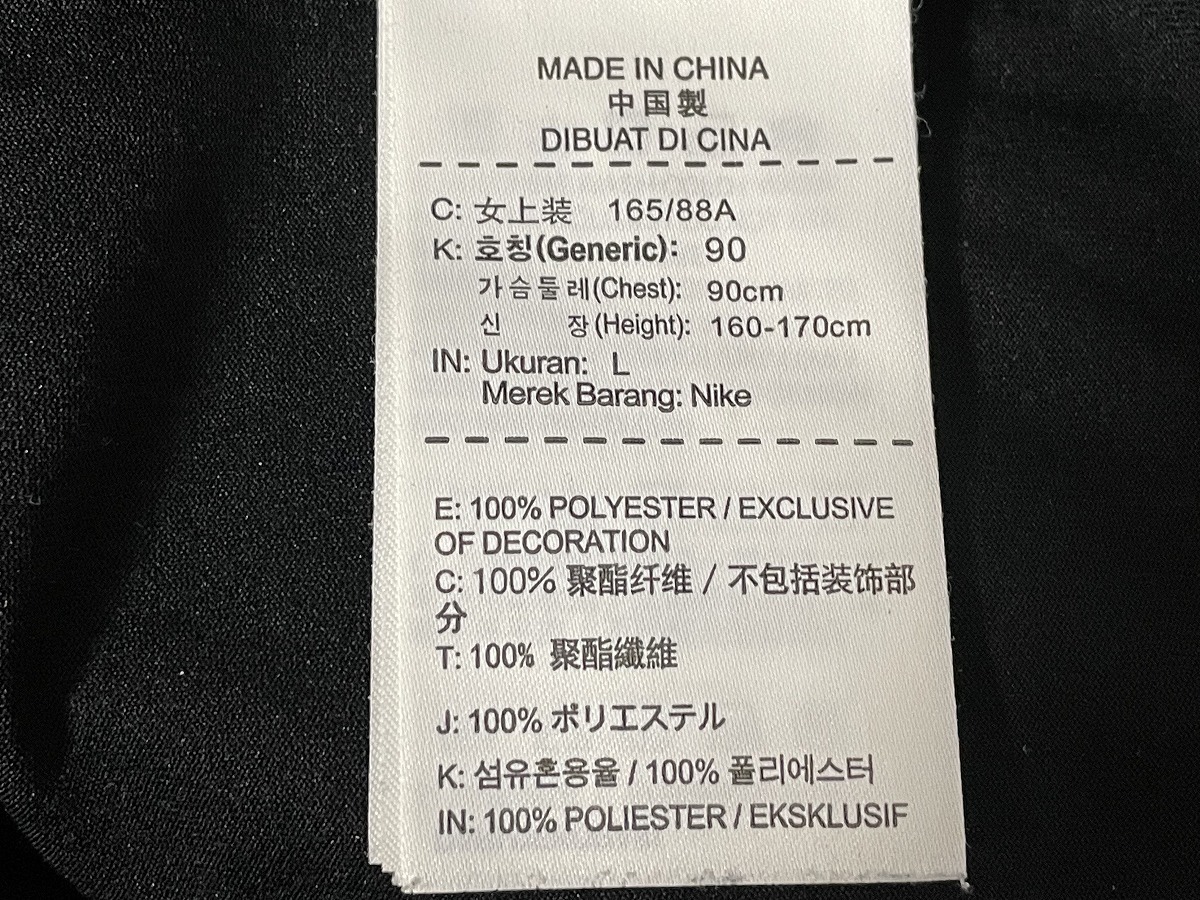 MADE IN CHINA
中国製
DIBUAT DI CINA
C: 女上装 165/88A
K: 호칭(Generic): 90
가슴둘레(Chest): 90cm
신 장(Height): 160-170cm
IN: Ukuran: L
Merek Barang: Nike
E: 100% POLYESTER / EXCLUSIVE
OF DECORATION
C: 100% 聚酯纤维 / 不包括装饰部
分
T: 100% 聚酯纖維
J: 100% ポリエステル
K: 섬유혼용율 / 100% 폴리에스터
IN: 100% POLIESTER / EKSKLUSIF